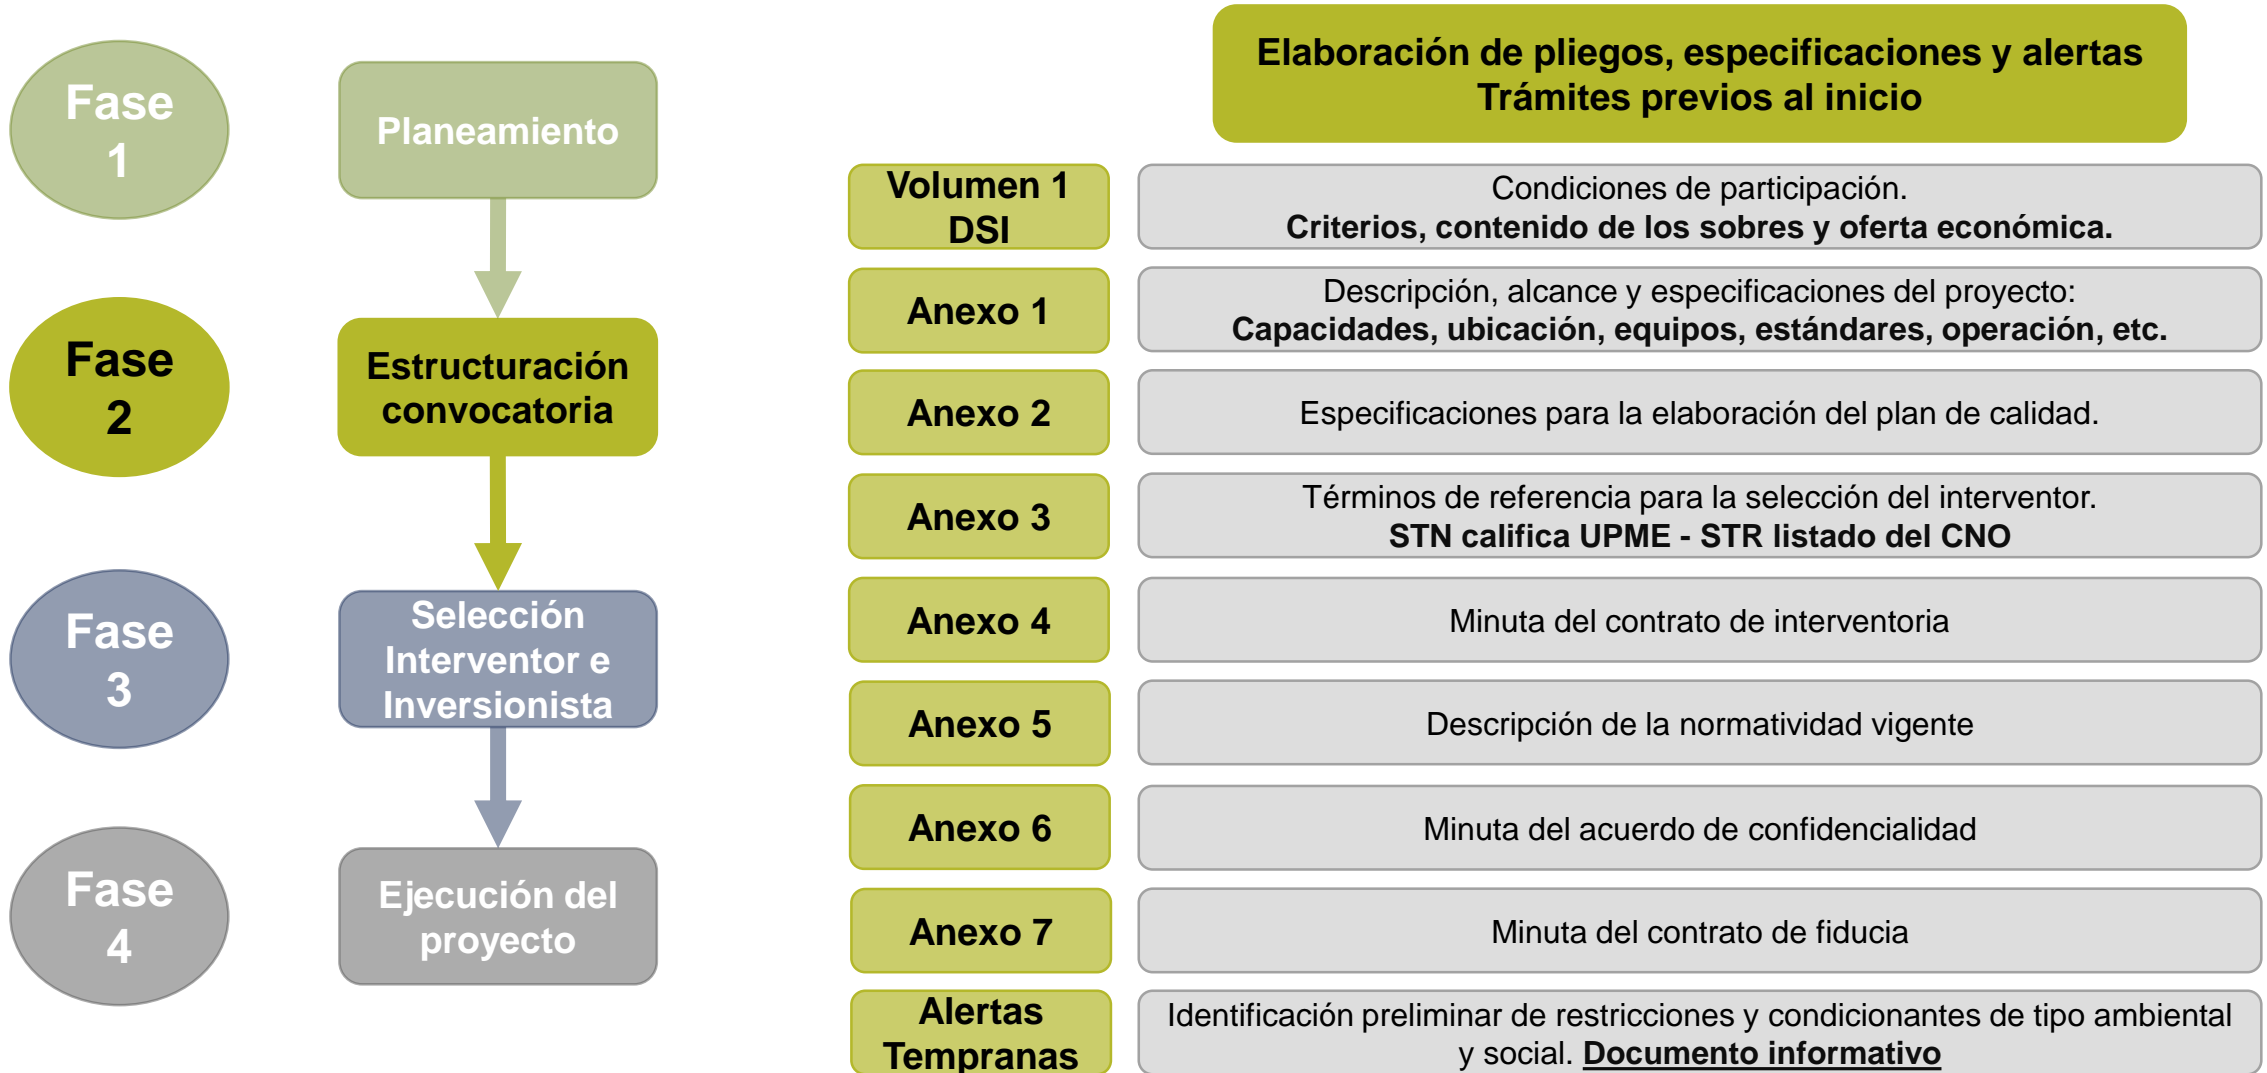 Fase
1
Planeamiento
Fase
2
Estructuración
convocatoria
Fase
3
Selección
Interventor e
Inversionista
Fase
4
Ejecución del
proyecto
Elaboración de pliegos, especificaciones y alertas
Trámites previos al inicio
Volumen 1
DSI
Condiciones de participación.
Criterios, contenido de los sobres y oferta económica.
Anexo 1
Descripción, alcance y especificaciones del proyecto:
Capacidades, ubicación, equipos, estándares, operación, etc.
Anexo 2
Especificaciones para la elaboración del plan de calidad.
Anexo 3
Términos de referencia para la selección del interventor.
STN califica UPME - STR listado del CNO
Anexo 4
Minuta del contrato de interventoria
Anexo 5
Descripción de la normatividad vigente
Anexo 6
Minuta del acuerdo de confidencialidad
Anexo 7
Minuta del contrato de fiducia
Alertas
Tempranas
Identificación preliminar de restricciones y condicionantes de tipo ambiental
y social. Documento informativo